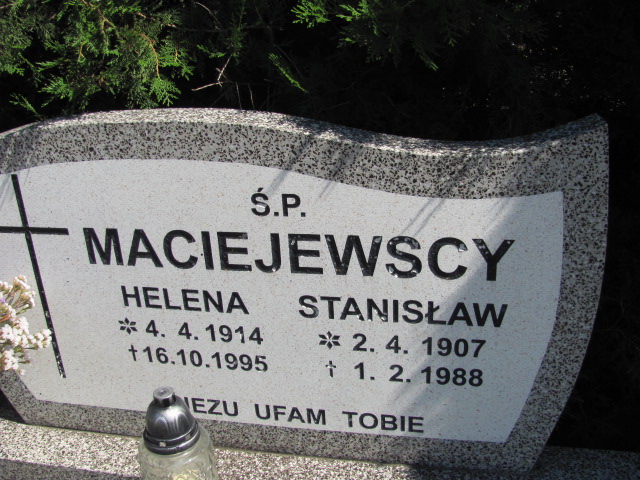 Ś.P.
MACIEJEWSCY
HELENA STANISŁAW
* 4. 4. 1914 * 2. 4. 1907
†16.10.1995 † 1. 2. 1988
UFAM TOBIE